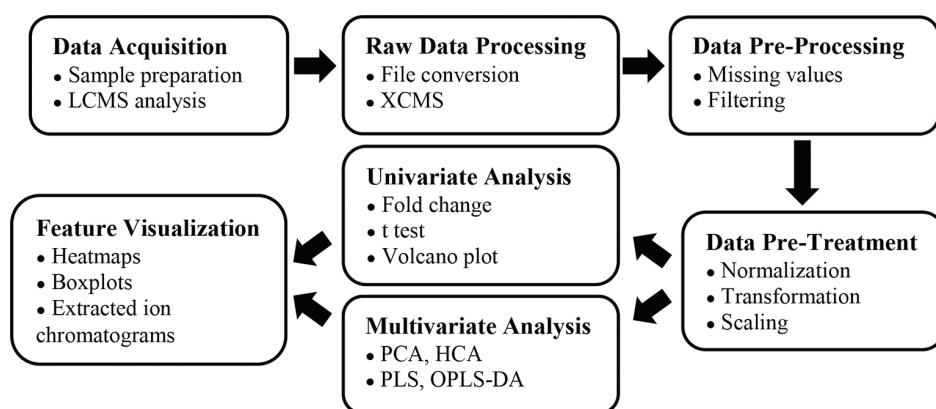 Data Acquisition
• Sample preparation
• LCMS analysis
Raw Data Processing
• File conversion
• XCMS
Data Pre-Processing
• Missing values
• Filtering
Data Pre-Treatment
• Normalization
• Transformation
• Scaling
Univariate Analysis
• Fold change
• t test
• Volcano plot
Multivariate Analysis
• PCA, HCA
• PLS, OPLS-DA
Feature Visualization
• Heatmaps
• Boxplots
• Extracted ion
chromatograms